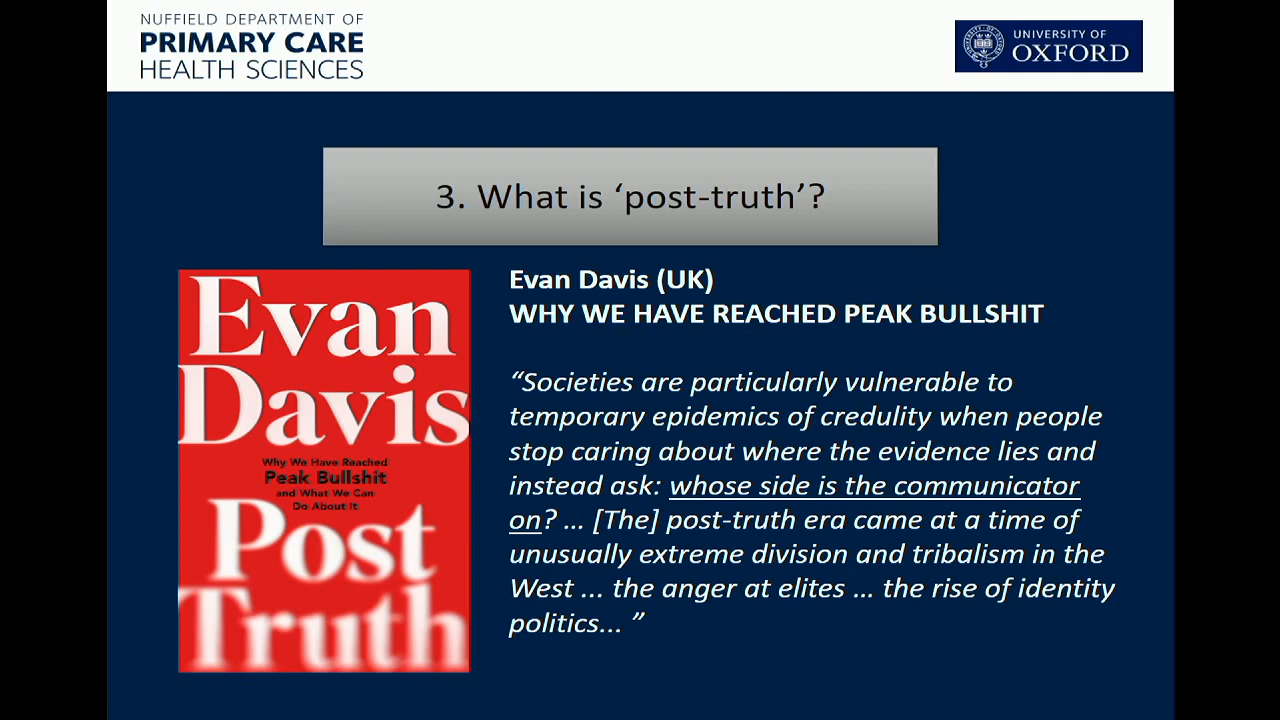 NUFFIELD DEPARTMENT OF
PRIMARY CARE
HEALTH SCIENCES
UNIVERSITY OF
OXFORD
3. What is ‘post-truth’?
Evan
Davis
Why We Have Reached
Peak Bullshit
and What We Can
Do About It
Post
Truth
Evan Davis (UK)
WHY WE HAVE REACHED PEAK BULLSHIT
“Societies are particularly vulnerable to
temporary epidemics of credulity when people
stop caring about where the evidence lies and
instead ask: whose side is the communicator
on? … [The] post-truth era came at a time of
unusually extreme division and tribalism in the
West ... the anger at elites … the rise of identity
politics... ”